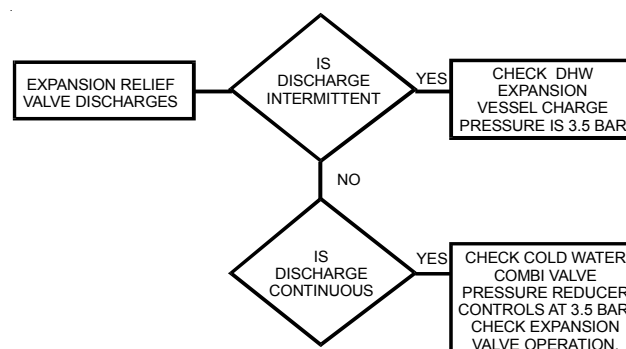 EXPANSION RELIEF
VALVE DISCHARGES
IS
DISCHARGE
INTERMITTENT
YES
CHECK DHW
EXPANSION
VESSEL CHARGE
PRESSURE IS 3.5 BAR
NO
IS
DISCHARGE
CONTINUOUS
YES
CHECK COLD WATER
COMBI VALVE
PRESSURE REDUCER
CONTROLS AT 3.5 BAR
CHECK EXPANSION
VALVE OPERATION.